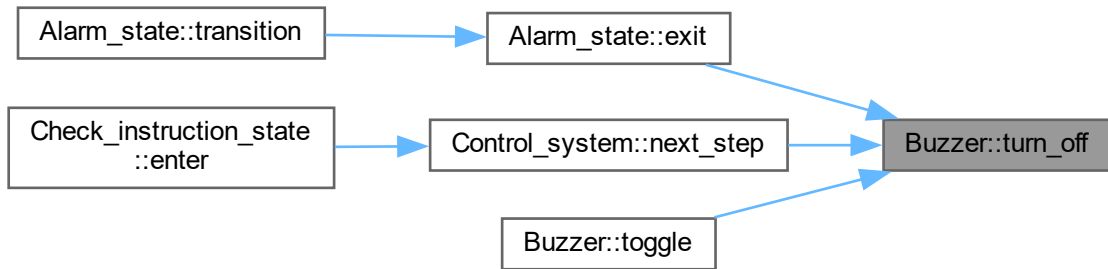 Alarm_state::transition
Alarm_state::exit
Check_instruction_state
::enter
Control_system::next_step
Buzzer::turn_off
Buzzer::toggle